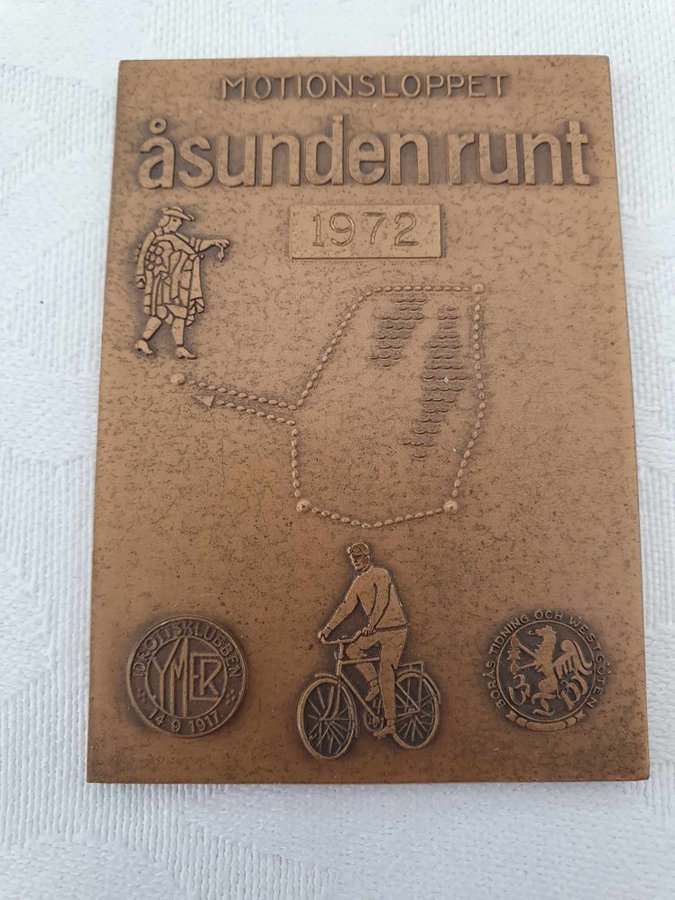 MOTIONSLOPPET
åsunden runt
1972
IDROTTSKLUBBEN
YMER
14 9 1917
BORÅS TIDNING OCH WESTGÖTEN